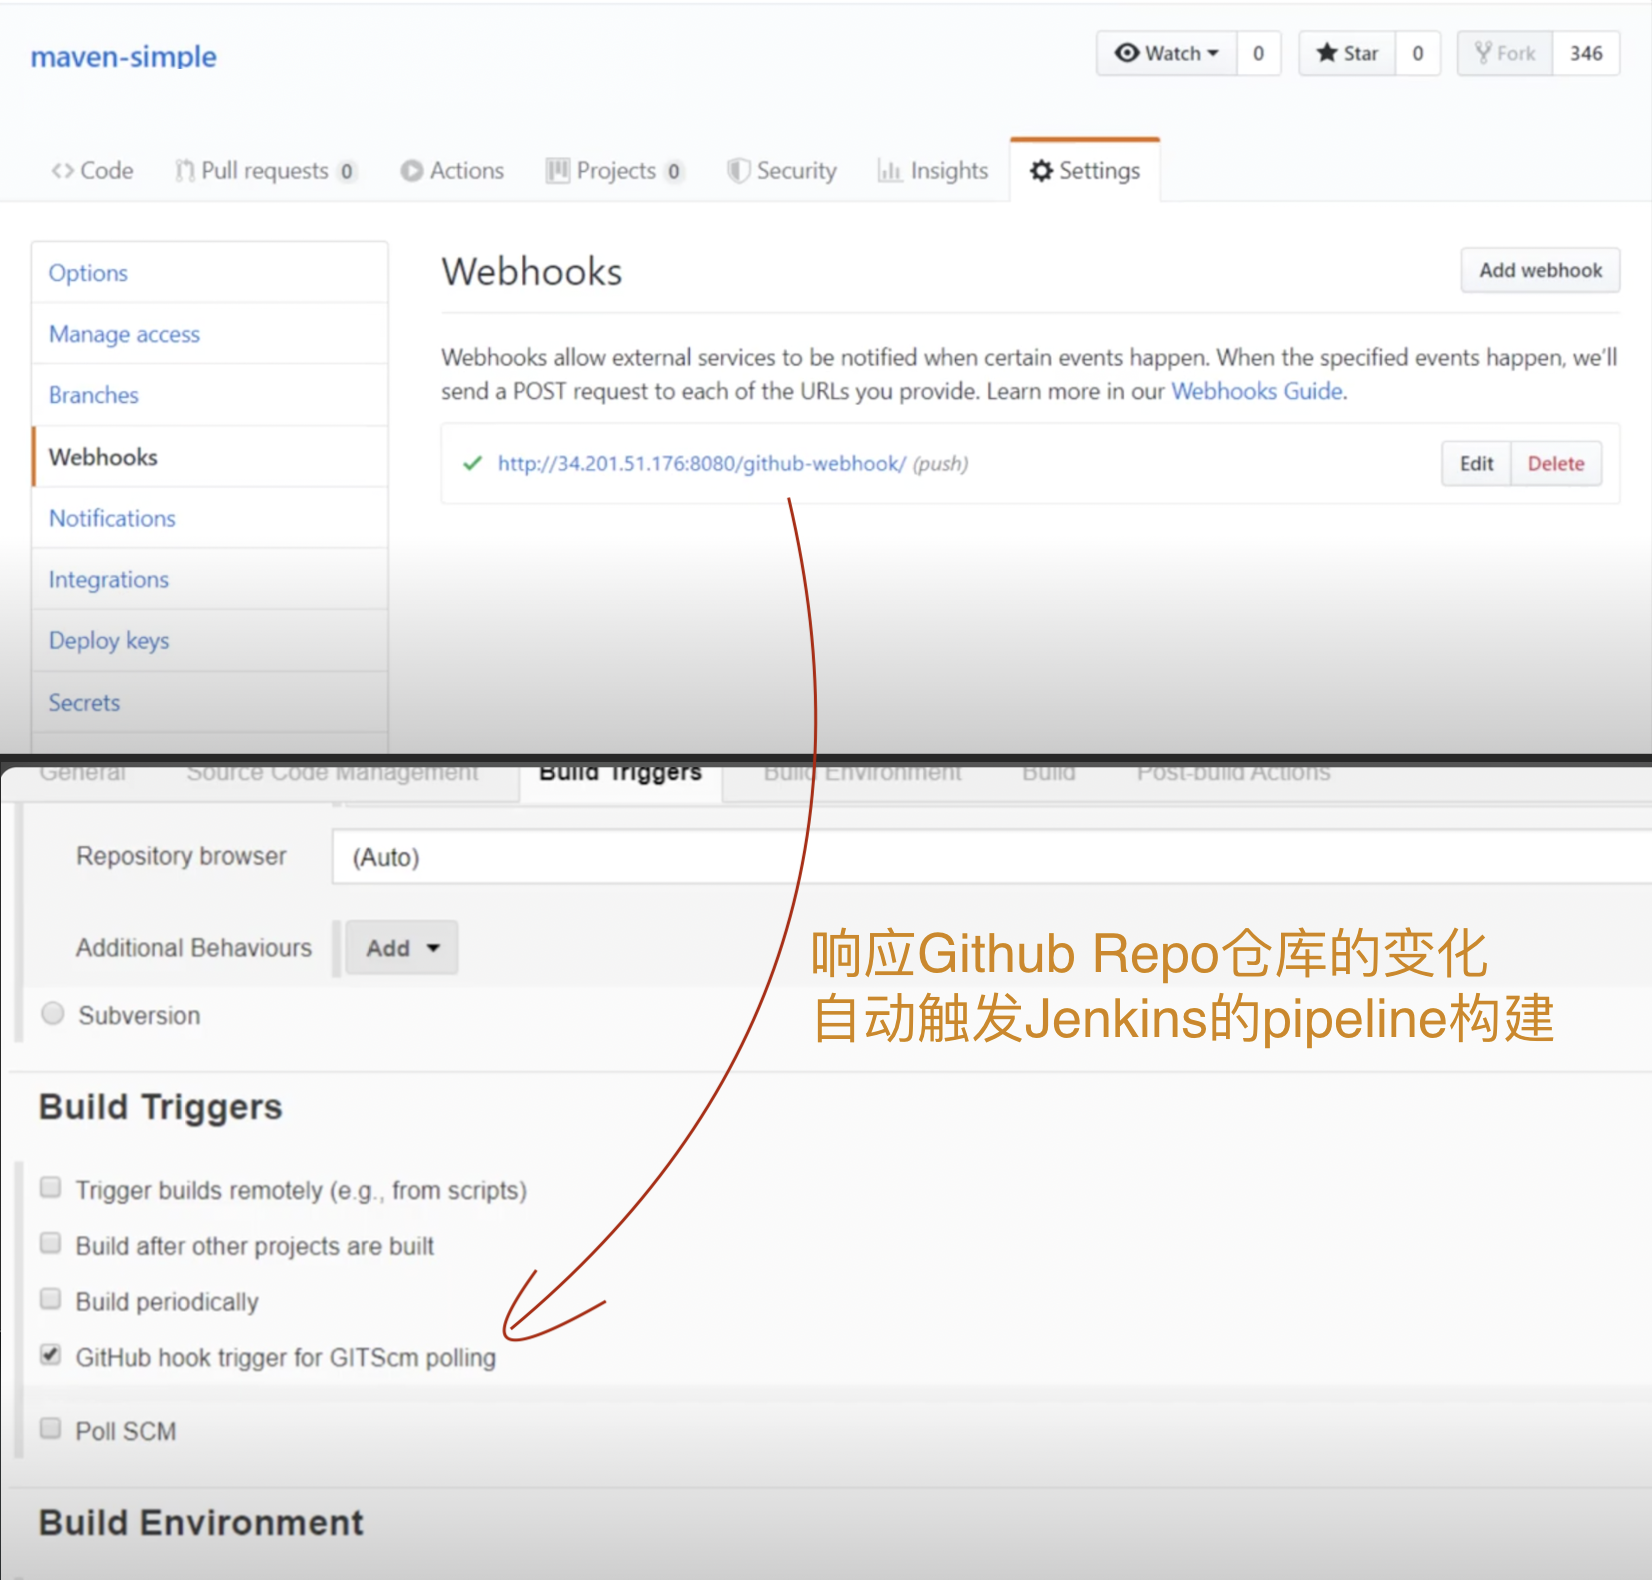 maven-simple
Watch 0 Star 0 Fork 346
Code Pull requests 0 Actions Projects 0 Security Insights Settings
Options
Manage access
Branches
Webhooks
Notifications
Integrations
Deploy keys
Secrets
Webhooks
Add webhook
Webhooks allow external services to be notified when certain events happen. When the specified events happen, we'll
send a POST request to each of the URLs you provide. Learn more in our Webhooks Guide.
http://34.201.51.176:8080/github-webhook/ (push)
Edit Delete
General Source Code Management Build Triggers Build Environment Build Post-build Actions
Repository browser (Auto)
Additional Behaviours Add
响应Github Repo仓库的变化
自动触发Jenkins的pipeline构建
Subversion
Build Triggers
Trigger builds remotely (e.g., from scripts)
Build after other projects are built
Build periodically
GitHub hook trigger for GITScm polling
Poll SCM
Build Environment